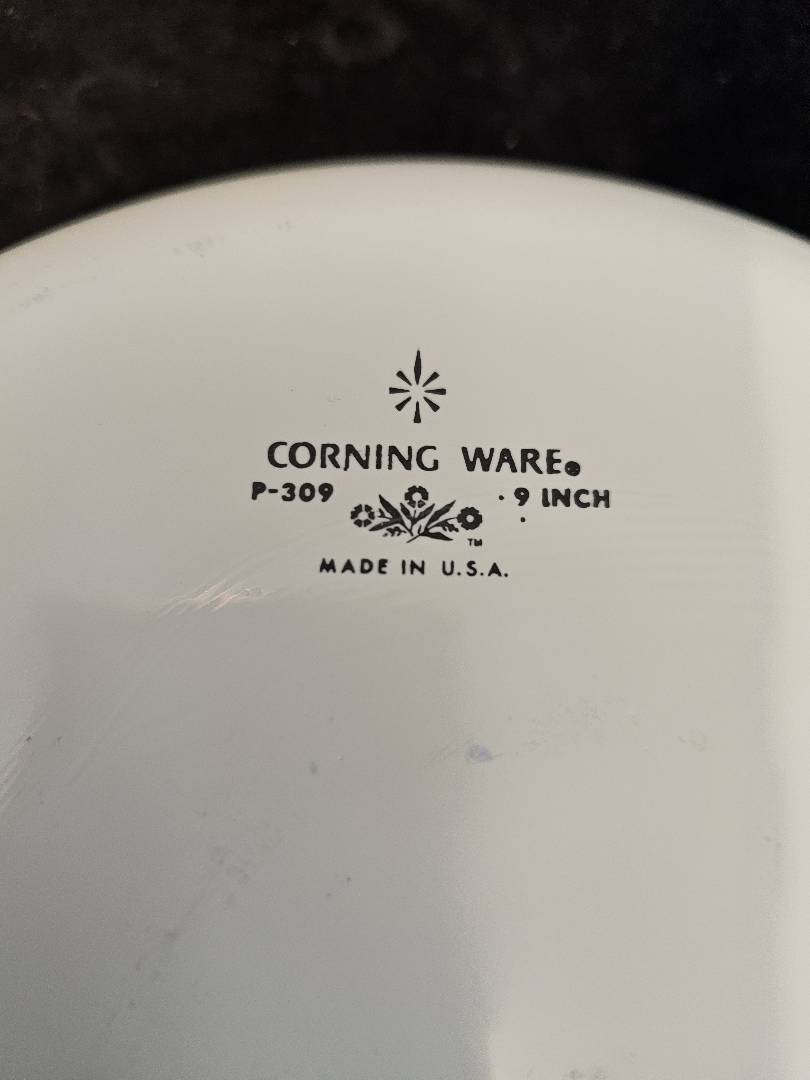 CORNING WARE®
P-309 · 9 INCH
TM
MADE IN U.S.A.